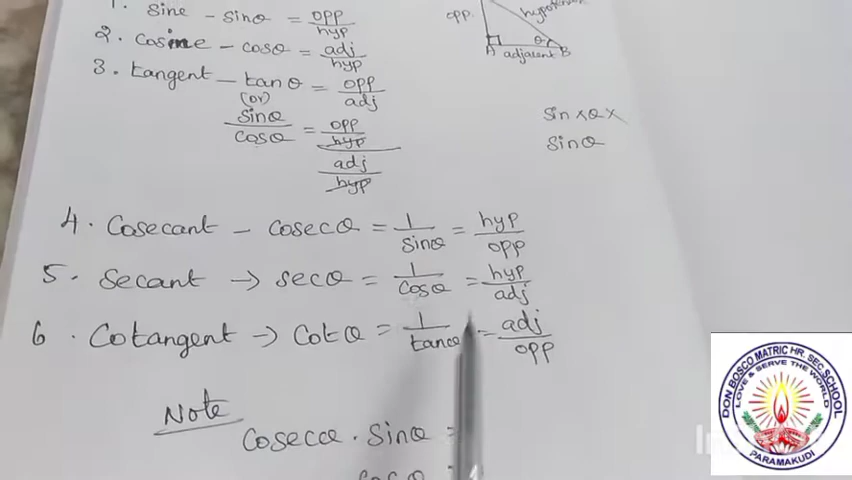 1. Sine - sinθ = opp/hyp
opp.
hypotenuse
θ
A adjacent B
2. Cosine - cosθ = adj/hyp
3. tangent - tanθ = opp/adj
(or)
sinθ/cosθ = opp/hyp / adj/hyp
sin x θ x
sinθ
4. Cosecant - cosecθ = 1/sinθ = hyp/opp
5. Secant → secθ = 1/cosθ = hyp/adj
6. Cotangent → cotθ = 1/tanθ = adj/opp
Note
Cosecθ . sinθ =
DON BOSCO MATRIC HR. SEC. SCHOOL
LOVE & SERVE THE WORLD
PARAMAKUDI